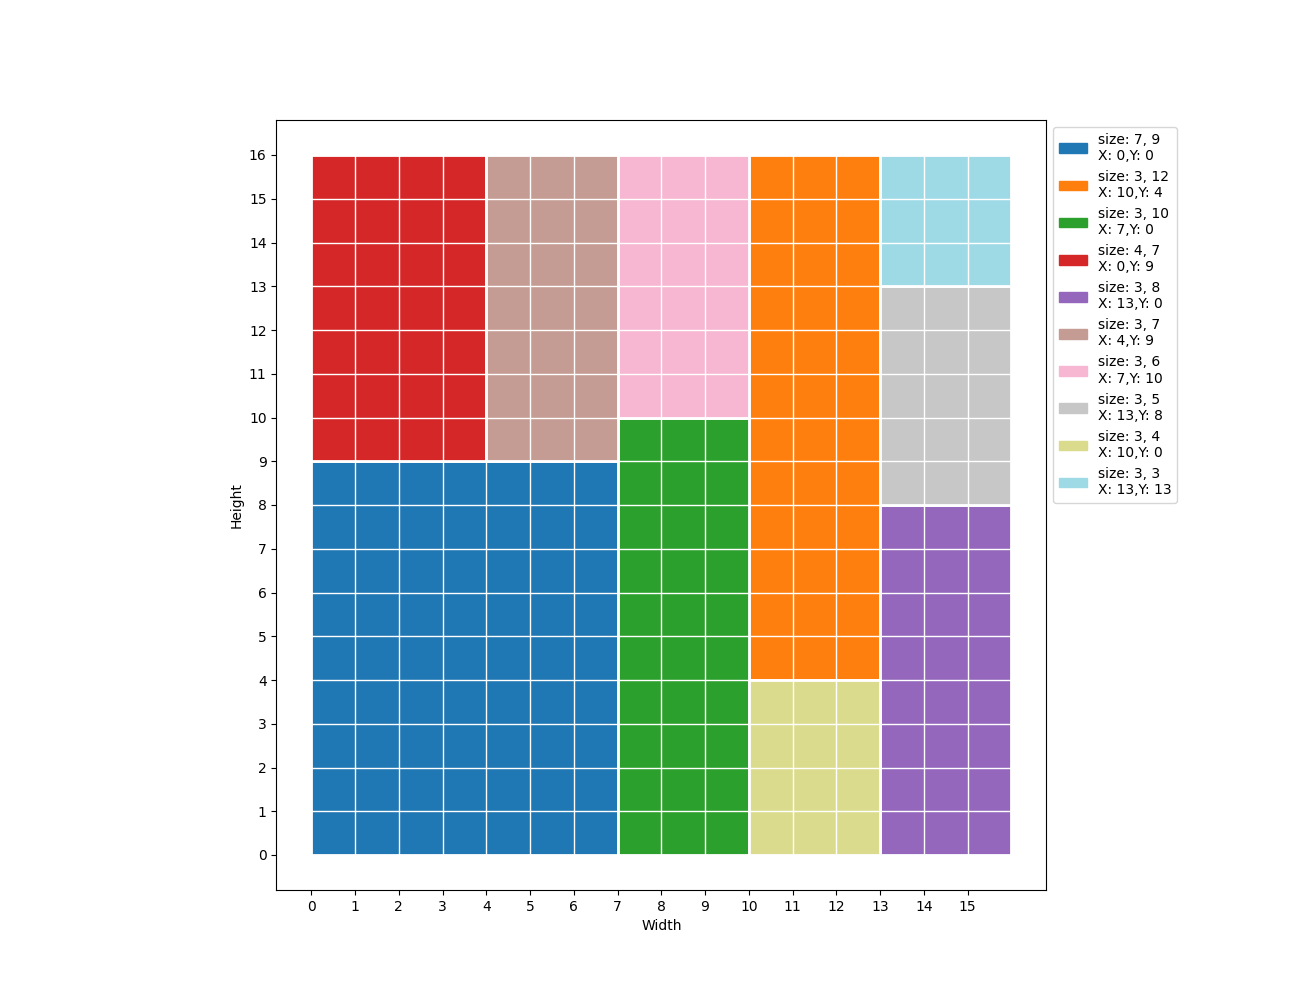 16
15
14
13
12
11
10
9
8
7
6
5
4
3
2
1
0
Height
0 1 2 3 4 5 6 7 8 9 10 11 12 13 14 15
Width
size: 7, 9
X: 0,Y: 0
size: 3, 12
X: 10,Y: 4
size: 3, 10
X: 7,Y: 0
size: 4, 7
X: 0,Y: 9
size: 3, 8
X: 13,Y: 0
size: 3, 7
X: 4,Y: 9
size: 3, 6
X: 7,Y: 10
size: 3, 5
X: 13,Y: 8
size: 3, 4
X: 10,Y: 0
size: 3, 3
X: 13,Y: 13